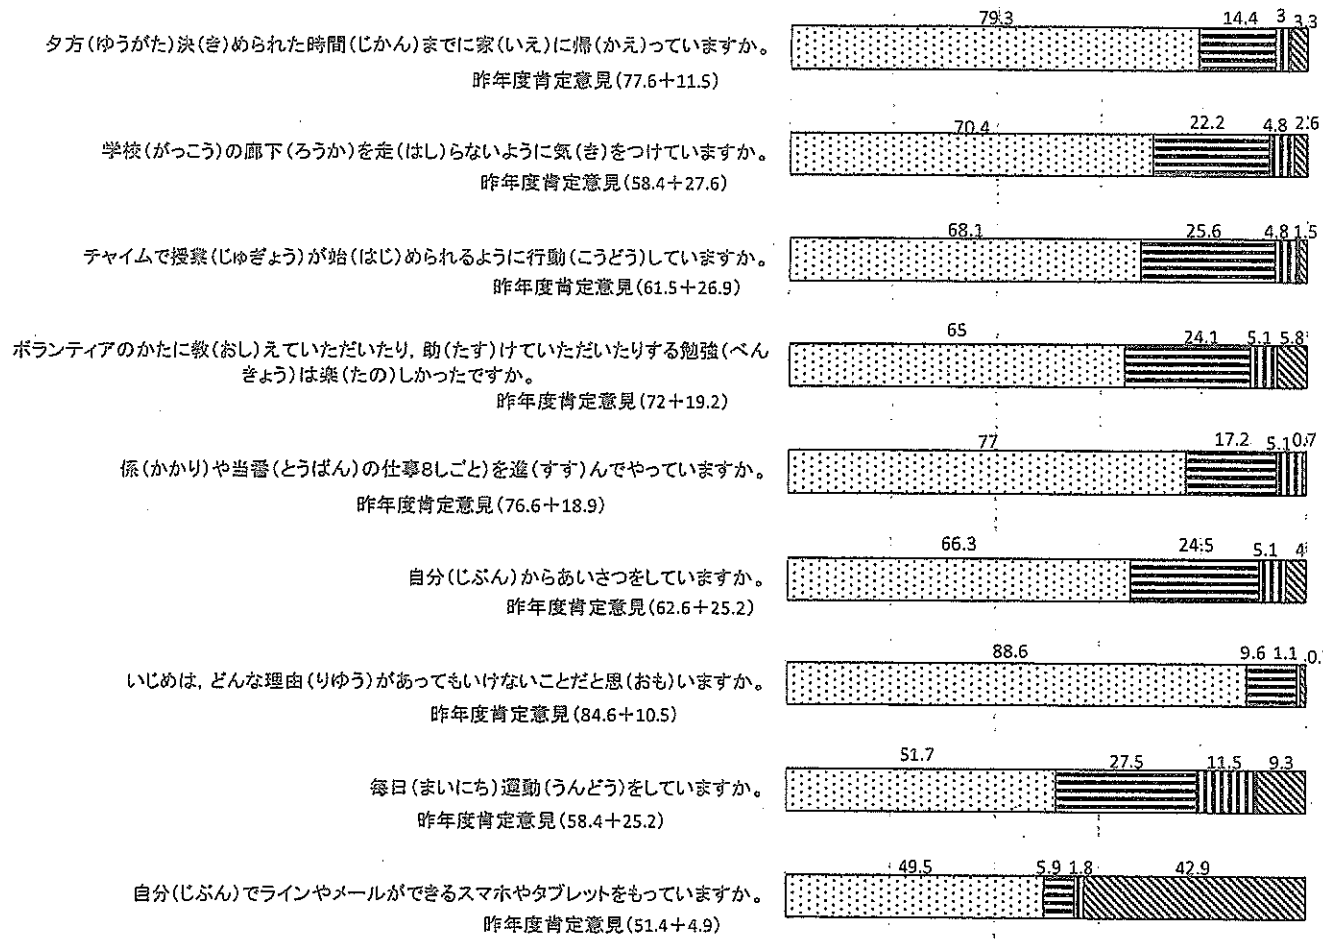 79.3 14.4 3 3.3
夕方(ゆうがた)決(き)められた時間(じかん)までに家(いえ)に帰(かえ)っていますか。
昨年度肯定意見(77.6+11.5)
70.4 22.2 4.8 2.6
学校(がっこう)の廊下(ろうか)を走(はし)らないように気(き)をつけていますか。
昨年度肯定意見(58.4+27.6)
68.1 25.6 4.8 1.5
チャイムで授業(じゅぎょう)が始(はじ)められるように行動(こうどう)していますか。
昨年度肯定意見(61.5+26.9)
65 24.1 5.1 5.8
ボランティアのかたに教(おし)えていただいたり，助(たす)けていただいたりする勉強(べん
きょう)は楽(たの)しかったですか。
昨年度肯定意見(72+19.2)
77 17.2 5.1 0.7
係(かかり)や当番(とうばん)の仕事8しごと)を進(すす)んでやっていますか。
昨年度肯定意見(76.6+18.9)
66.3 24.5 5.1 4
自分(じぶん)からあいさつをしていますか。
昨年度肯定意見(62.6+25.2)
88.6 9.6 1.1
いじめは，どんな理由(りゆう)があってもいけないことだと思(おも)いますか。
昨年度肯定意見(84.6+10.5)
51.7 27.5 11.5 9.3
毎日(まいにち)運動(うんどう)をしていますか。
昨年度肯定意見(58.4+25.2)
49.5 5.9 1.8 42.9
自分(じぶん)でラインやメールができるスマホやタブレットをもっていますか。
昨年度肯定意見(51.4+4.9)